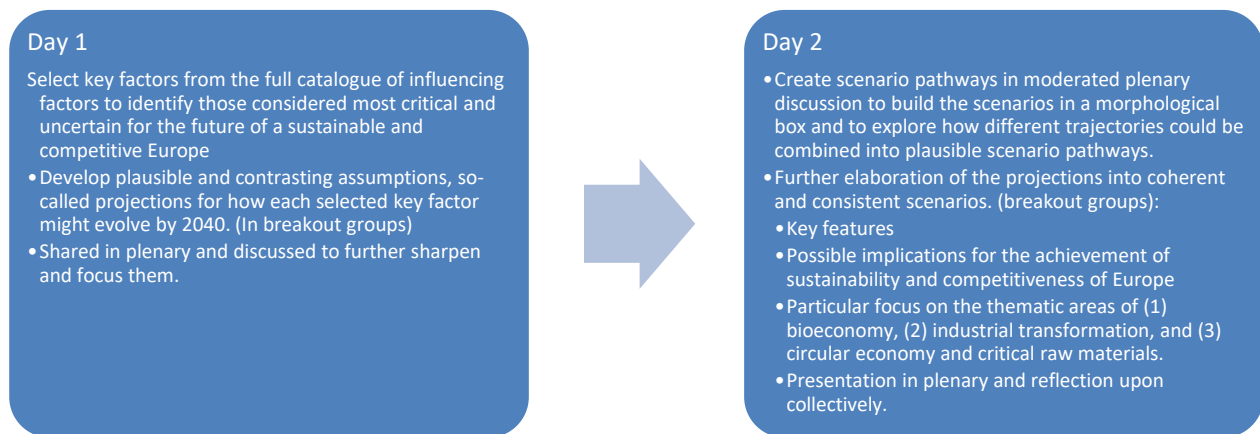 Day 1
Select key factors from the full catalogue of influencing
factors to identify those considered most critical and
uncertain for the future of a sustainable and
competitive Europe
•Develop plausible and contrasting assumptions, so-
called projections for how each selected key factor
might evolve by 2040. (In breakout groups)
•Shared in plenary and discussed to further sharpen
and focus them.
Day 2
•Create scenario pathways in moderated plenary
discussion to build the scenarios in a morphological
box and to explore how different trajectories could be
combined into plausible scenario pathways.
•Further elaboration of the projections into coherent
and consistent scenarios. (breakout groups):
•Key features
•Possible implications for the achievement of
sustainability and competitiveness of Europe
•Particular focus on the thematic areas of (1)
bioeconomy, (2) industrial transformation, and (3)
circular economy and critical raw materials.
•Presentation in plenary and reflection upon
collectively.